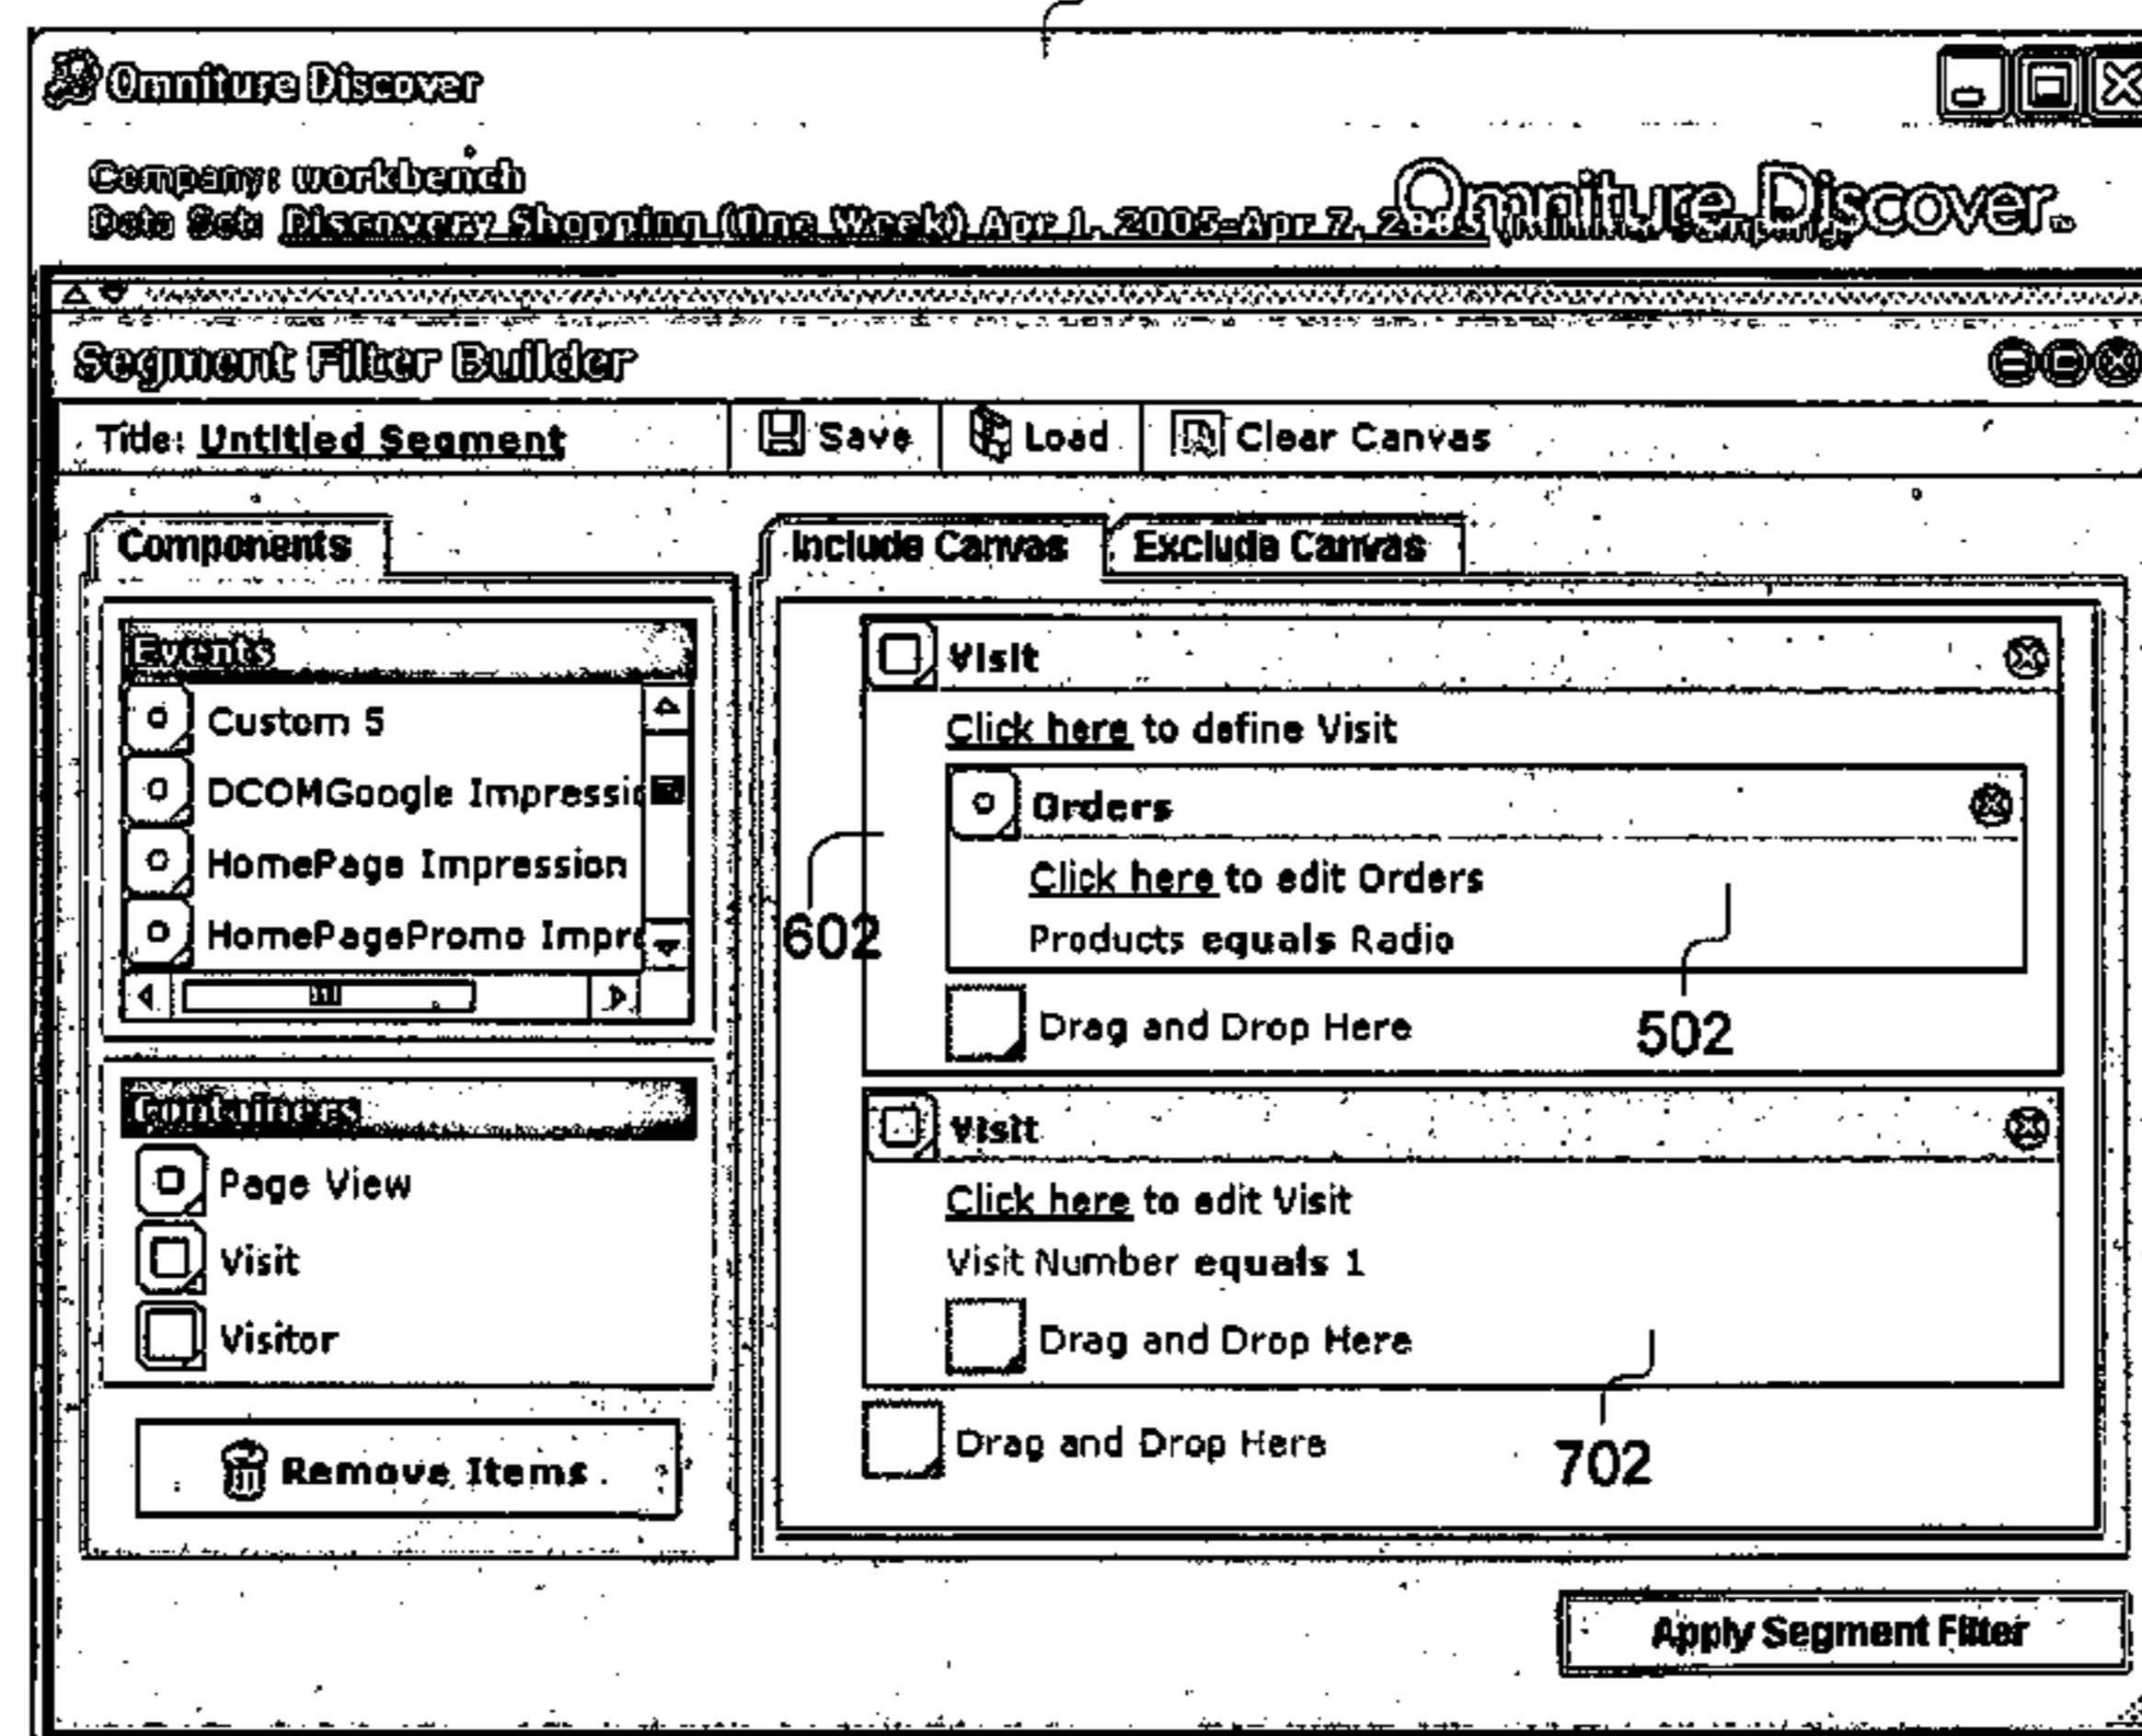 Omniture Discover
Company: workbench
Data Set: Discovery Shopping (One Week) Apr 1, 2005-Apr 7, 2005
Omniture Discover
Segment Filter Builder
Title: Untitled Segment
Save
Load
Clear Canvas
Components
Include Canvas
Exclude Canvas
Events
Custom 5
DCOMGoogle Impressio
HomePage Impression
HomePagePromo Impre
Containers
Page View
Visit
Visitor
Remove Items
Visit
Click here to define Visit
Orders
Click here to edit Orders
Products equals Radio
Drag and Drop Here
602
502
Visit
Click here to edit Visit
Visit Number equals 1
Drag and Drop Here
Drag and Drop Here
702
Apply Segment Filter